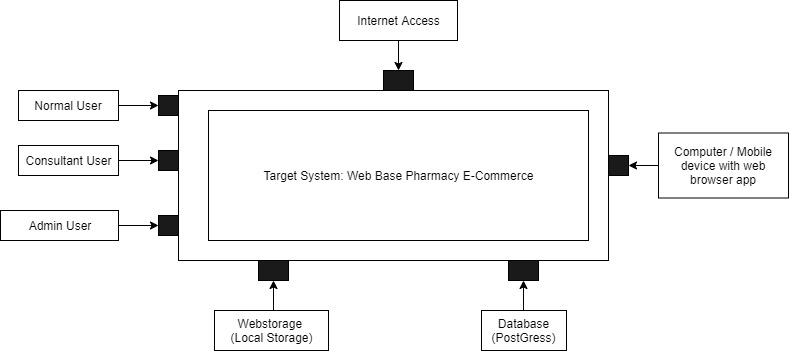 Internet Access
Normal User
Consultant User
Admin User
Target System: Web Base Pharmacy E-Commerce
Computer / Mobile
device with web
browser app
Webstorage
(Local Storage)
Database
(PostGress)